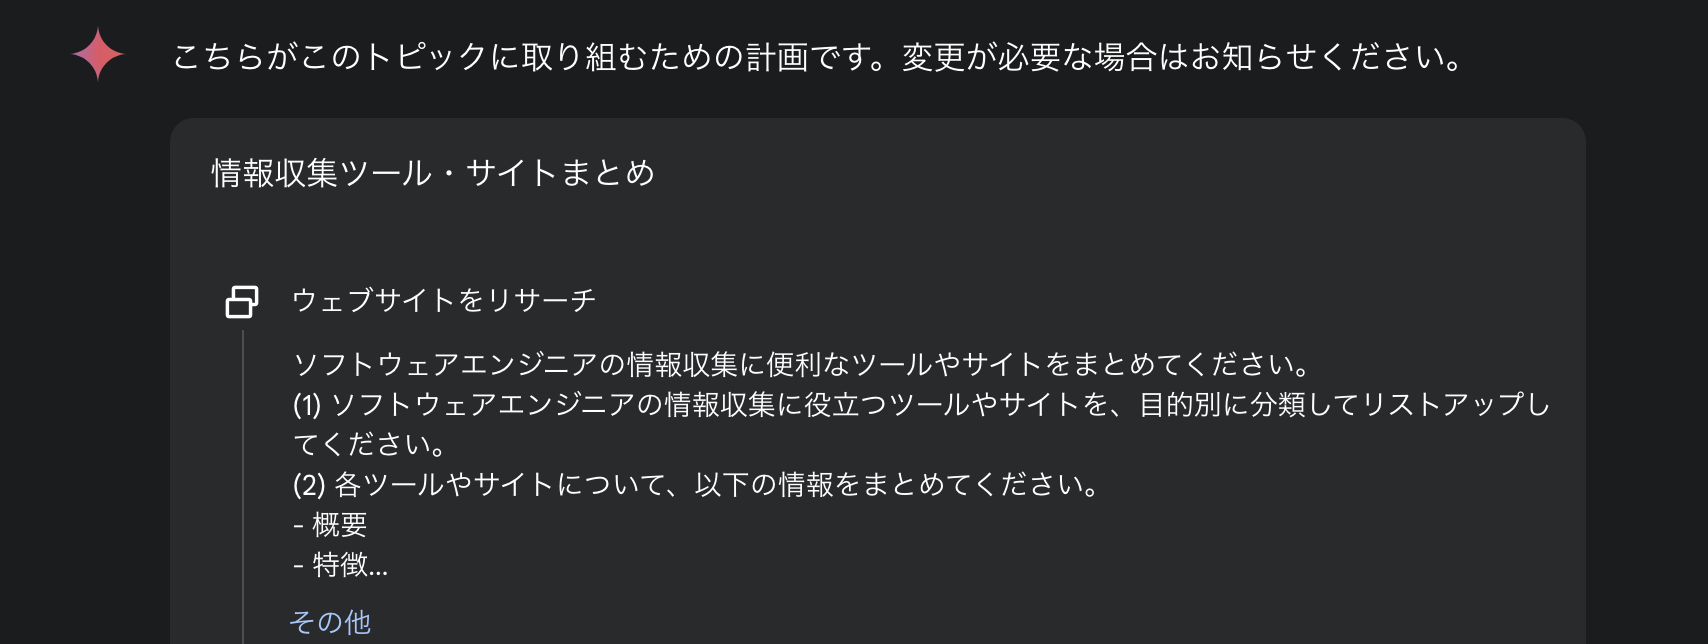 こちらがこのトピックに取り組むための計画です。変更が必要な場合はお知らせください。
情報収集ツール・サイトまとめ
ウェブサイトをリサーチ
ソフトウェアエンジニアの情報収集に便利なツールやサイトをまとめてください。
(1) ソフトウェアエンジニアの情報収集に役立つツールやサイトを、目的別に分類してリストアップし
てください。
(2) 各ツールやサイトについて、以下の情報をまとめてください。
- 概要
- 特徴...
その他